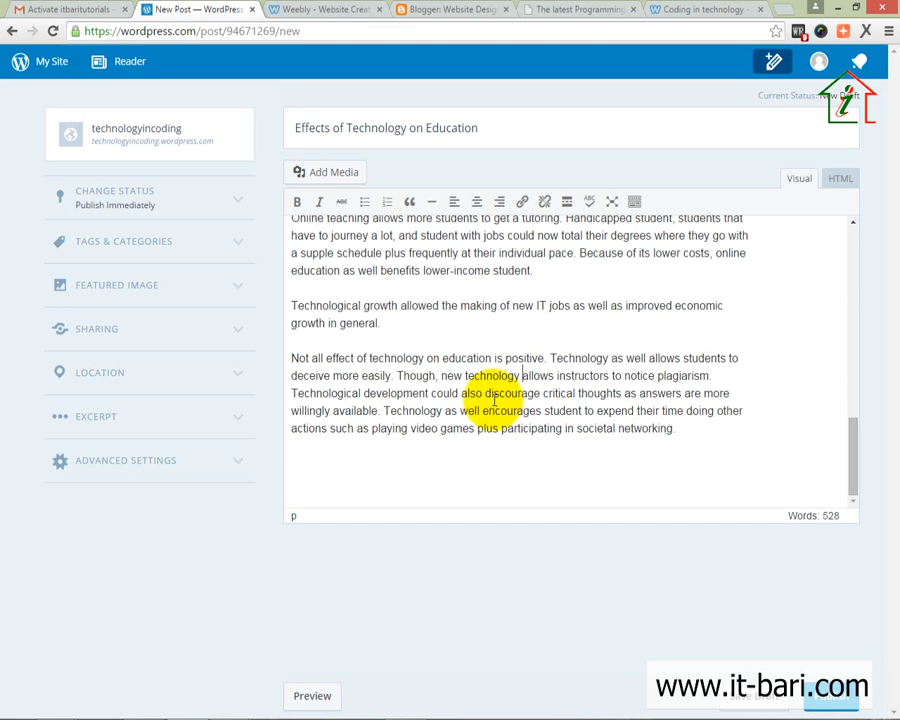 Activate itbaritutorials -
New Post — WordPress
Weebly - Website Creat
Blogger: Website Design
The latest Programming
Coding in technology -
https://wordpress.com/post/94671269/new
My Site
Reader
Current Status: New Draft
technologyincoding
technologyincoding.wordpress.com
Effects of Technology on Education
CHANGE STATUS
Publish Immediately
Add Media
Visual
HTML
TAGS & CATEGORIES
FEATURED IMAGE
SHARING
LOCATION
EXCERPT
ADVANCED SETTINGS
B I ABC
Online teaching allows more students to get a tutoring. Handicapped student, students that
have to journey a lot, and student with jobs could now total their degrees where they go with
a supple schedule plus frequently at their individual pace. Because of its lower costs, online
education as well benefits lower-income student.
Technological growth allowed the making of new IT jobs as well as improved economic
growth in general.
Not all effect of technology on education is positive. Technology as well allows students to
deceive more easily. Though, new technology allows instructors to notice plagiarism.
Technological development could also discourage critical thoughts as answers are more
willingly available. Technology as well encourages student to expend their time doing other
actions such as playing video games plus participating in societal networking.
p
Words: 528
Preview
www.it-bari.com